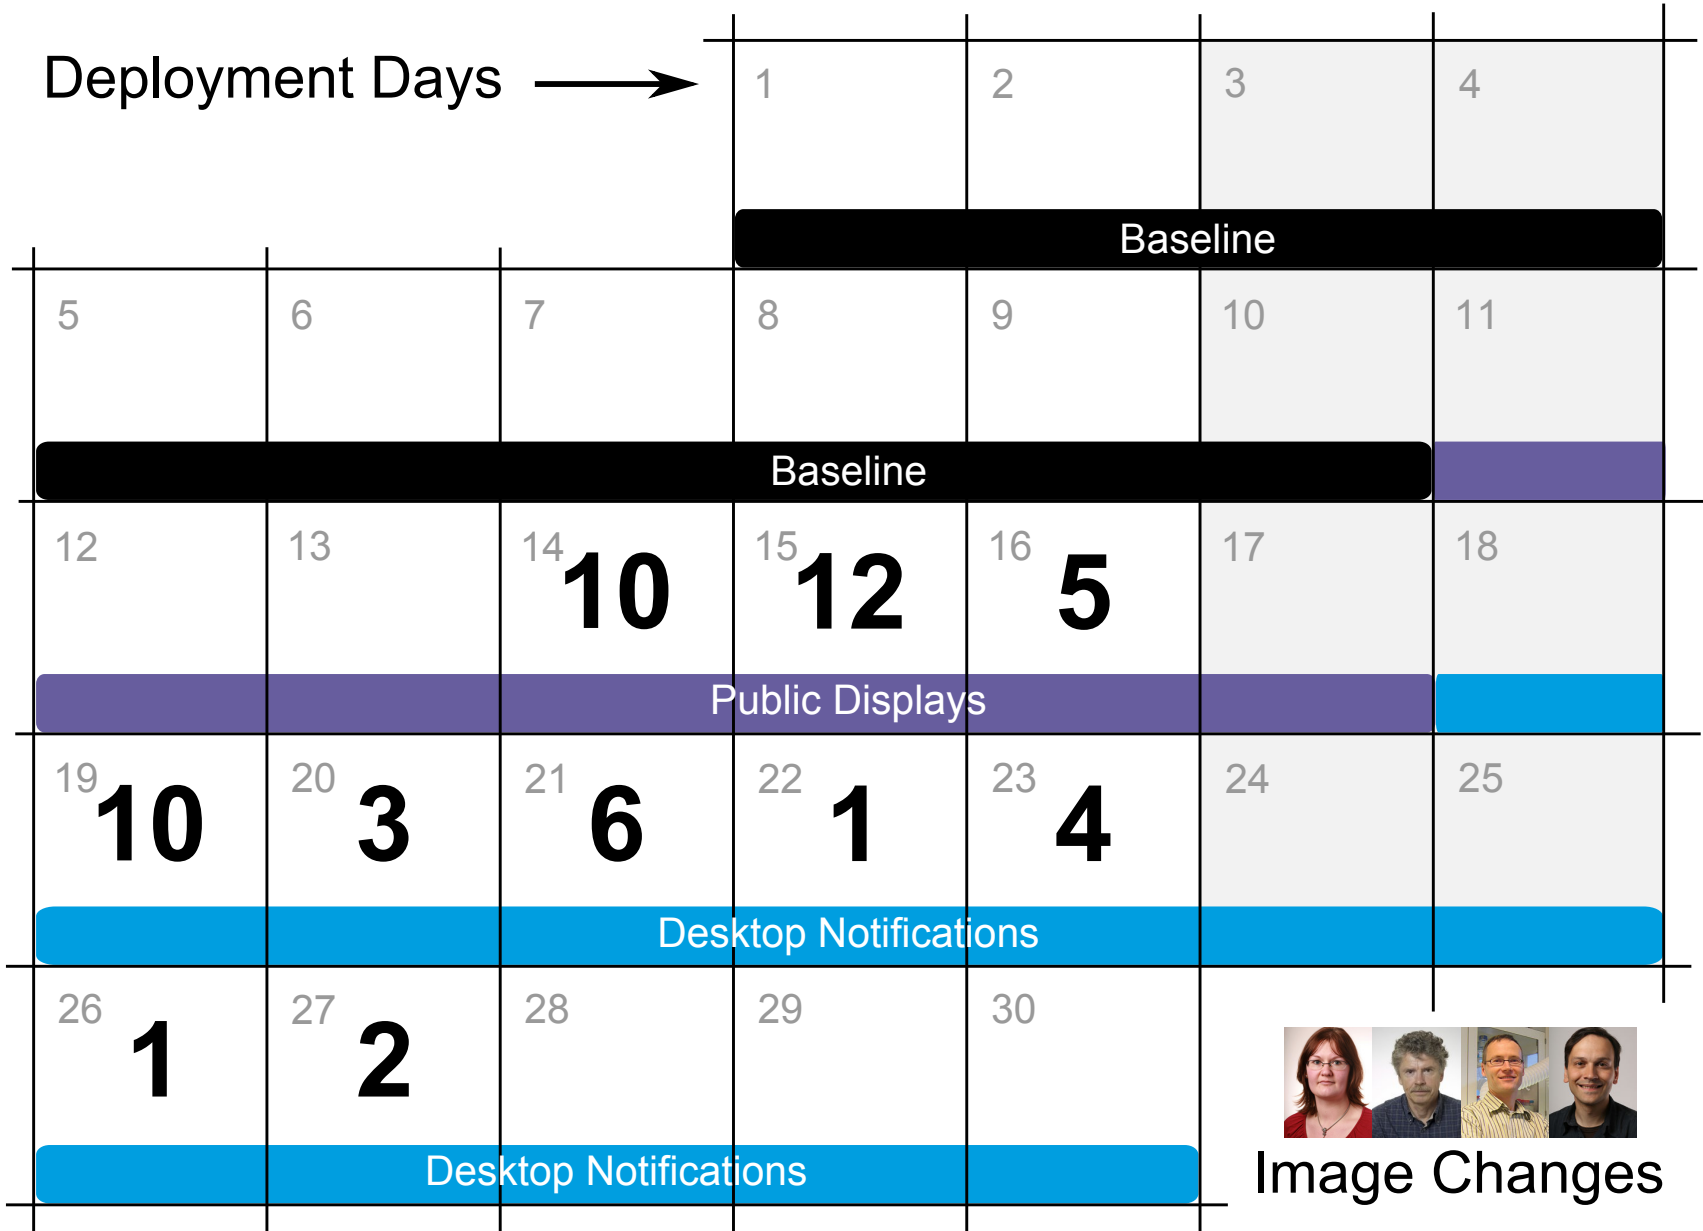 Deployment Days
1 2 3 4
Baseline
5 6 7 8 9 10 11
Baseline
12 13 14 15 16 17 18
10 12 5
Public Displays
19 20 21 22 23 24 25
10 3 6 1 4
Desktop Notifications
26 27 28 29 30
1 2
Desktop Notifications
Image Changes